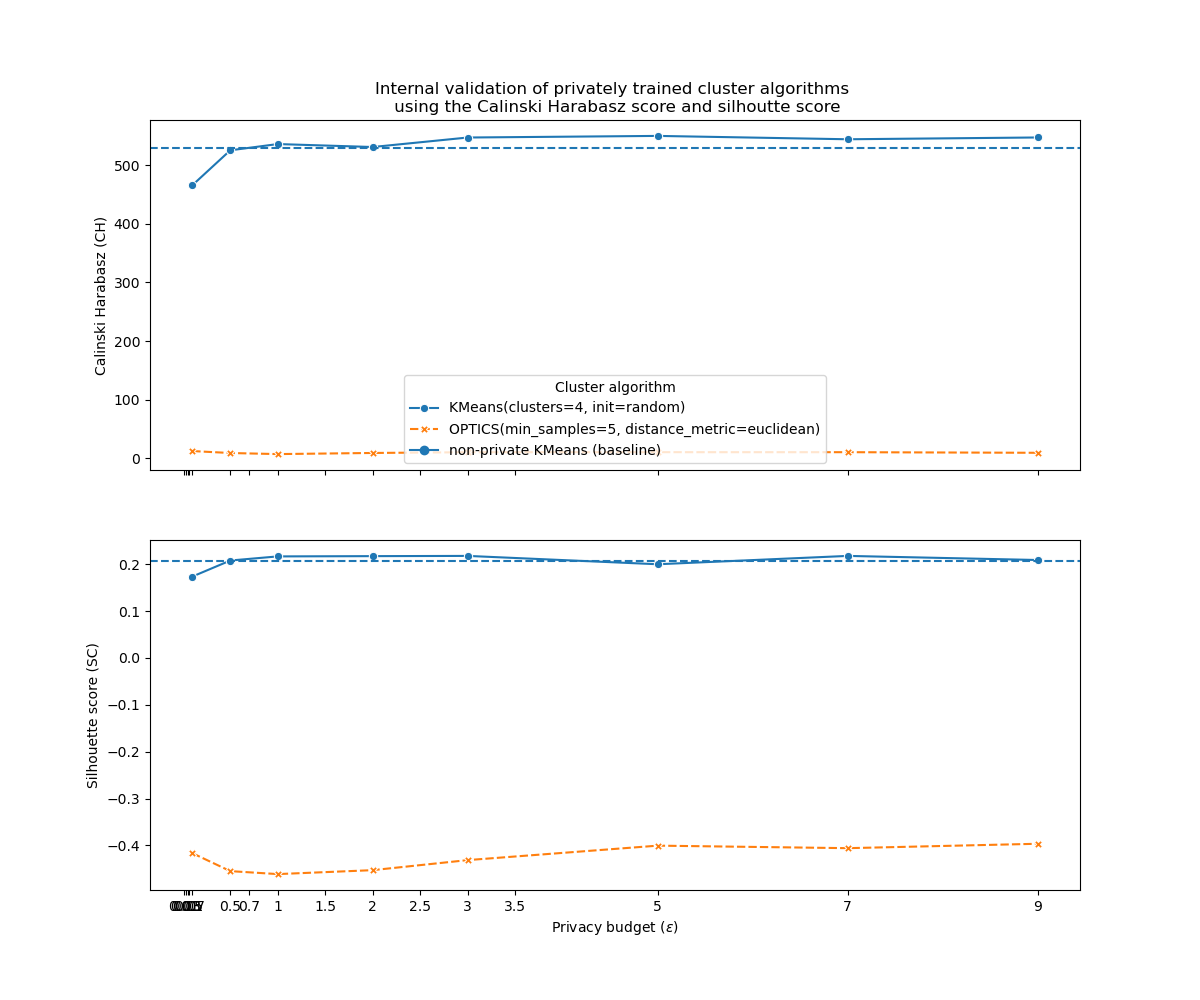 Internal validation of privately trained cluster algorithms
using the Calinski Harabasz score and silhoutte score
Calinski Harabasz (CH)
500
400
300
200
100
0
Cluster algorithm
KMeans(clusters=4, init=random)
OPTICS(min_samples=5, distance_metric=euclidean)
non-private KMeans (baseline)
Silhouette score (SC)
0.2
0.1
0.0
−0.1
−0.2
−0.3
−0.4
0.5 0.7 1 1.5 2 2.5 3 3.5 5 7 9
Privacy budget (ε)